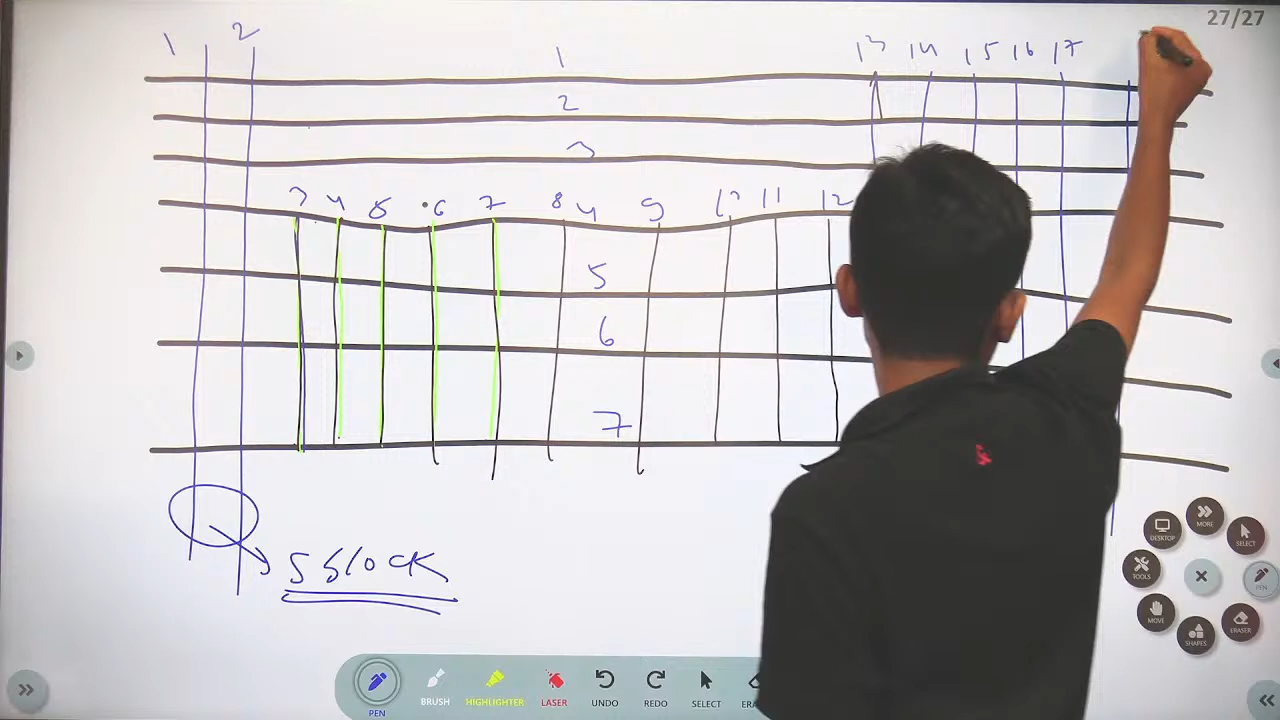 27/27
1 2 1 13 14 15 16 17
2
3
3 4 5 6 7 8 4 9 10 11 12
5
6
7
S block
DESKTOP MORE SELECT
TOOLS PEN
MOVE SHAPES ERASER
PEN BRUSH HIGHLIGHTER LASER UNDO REDO SELECT